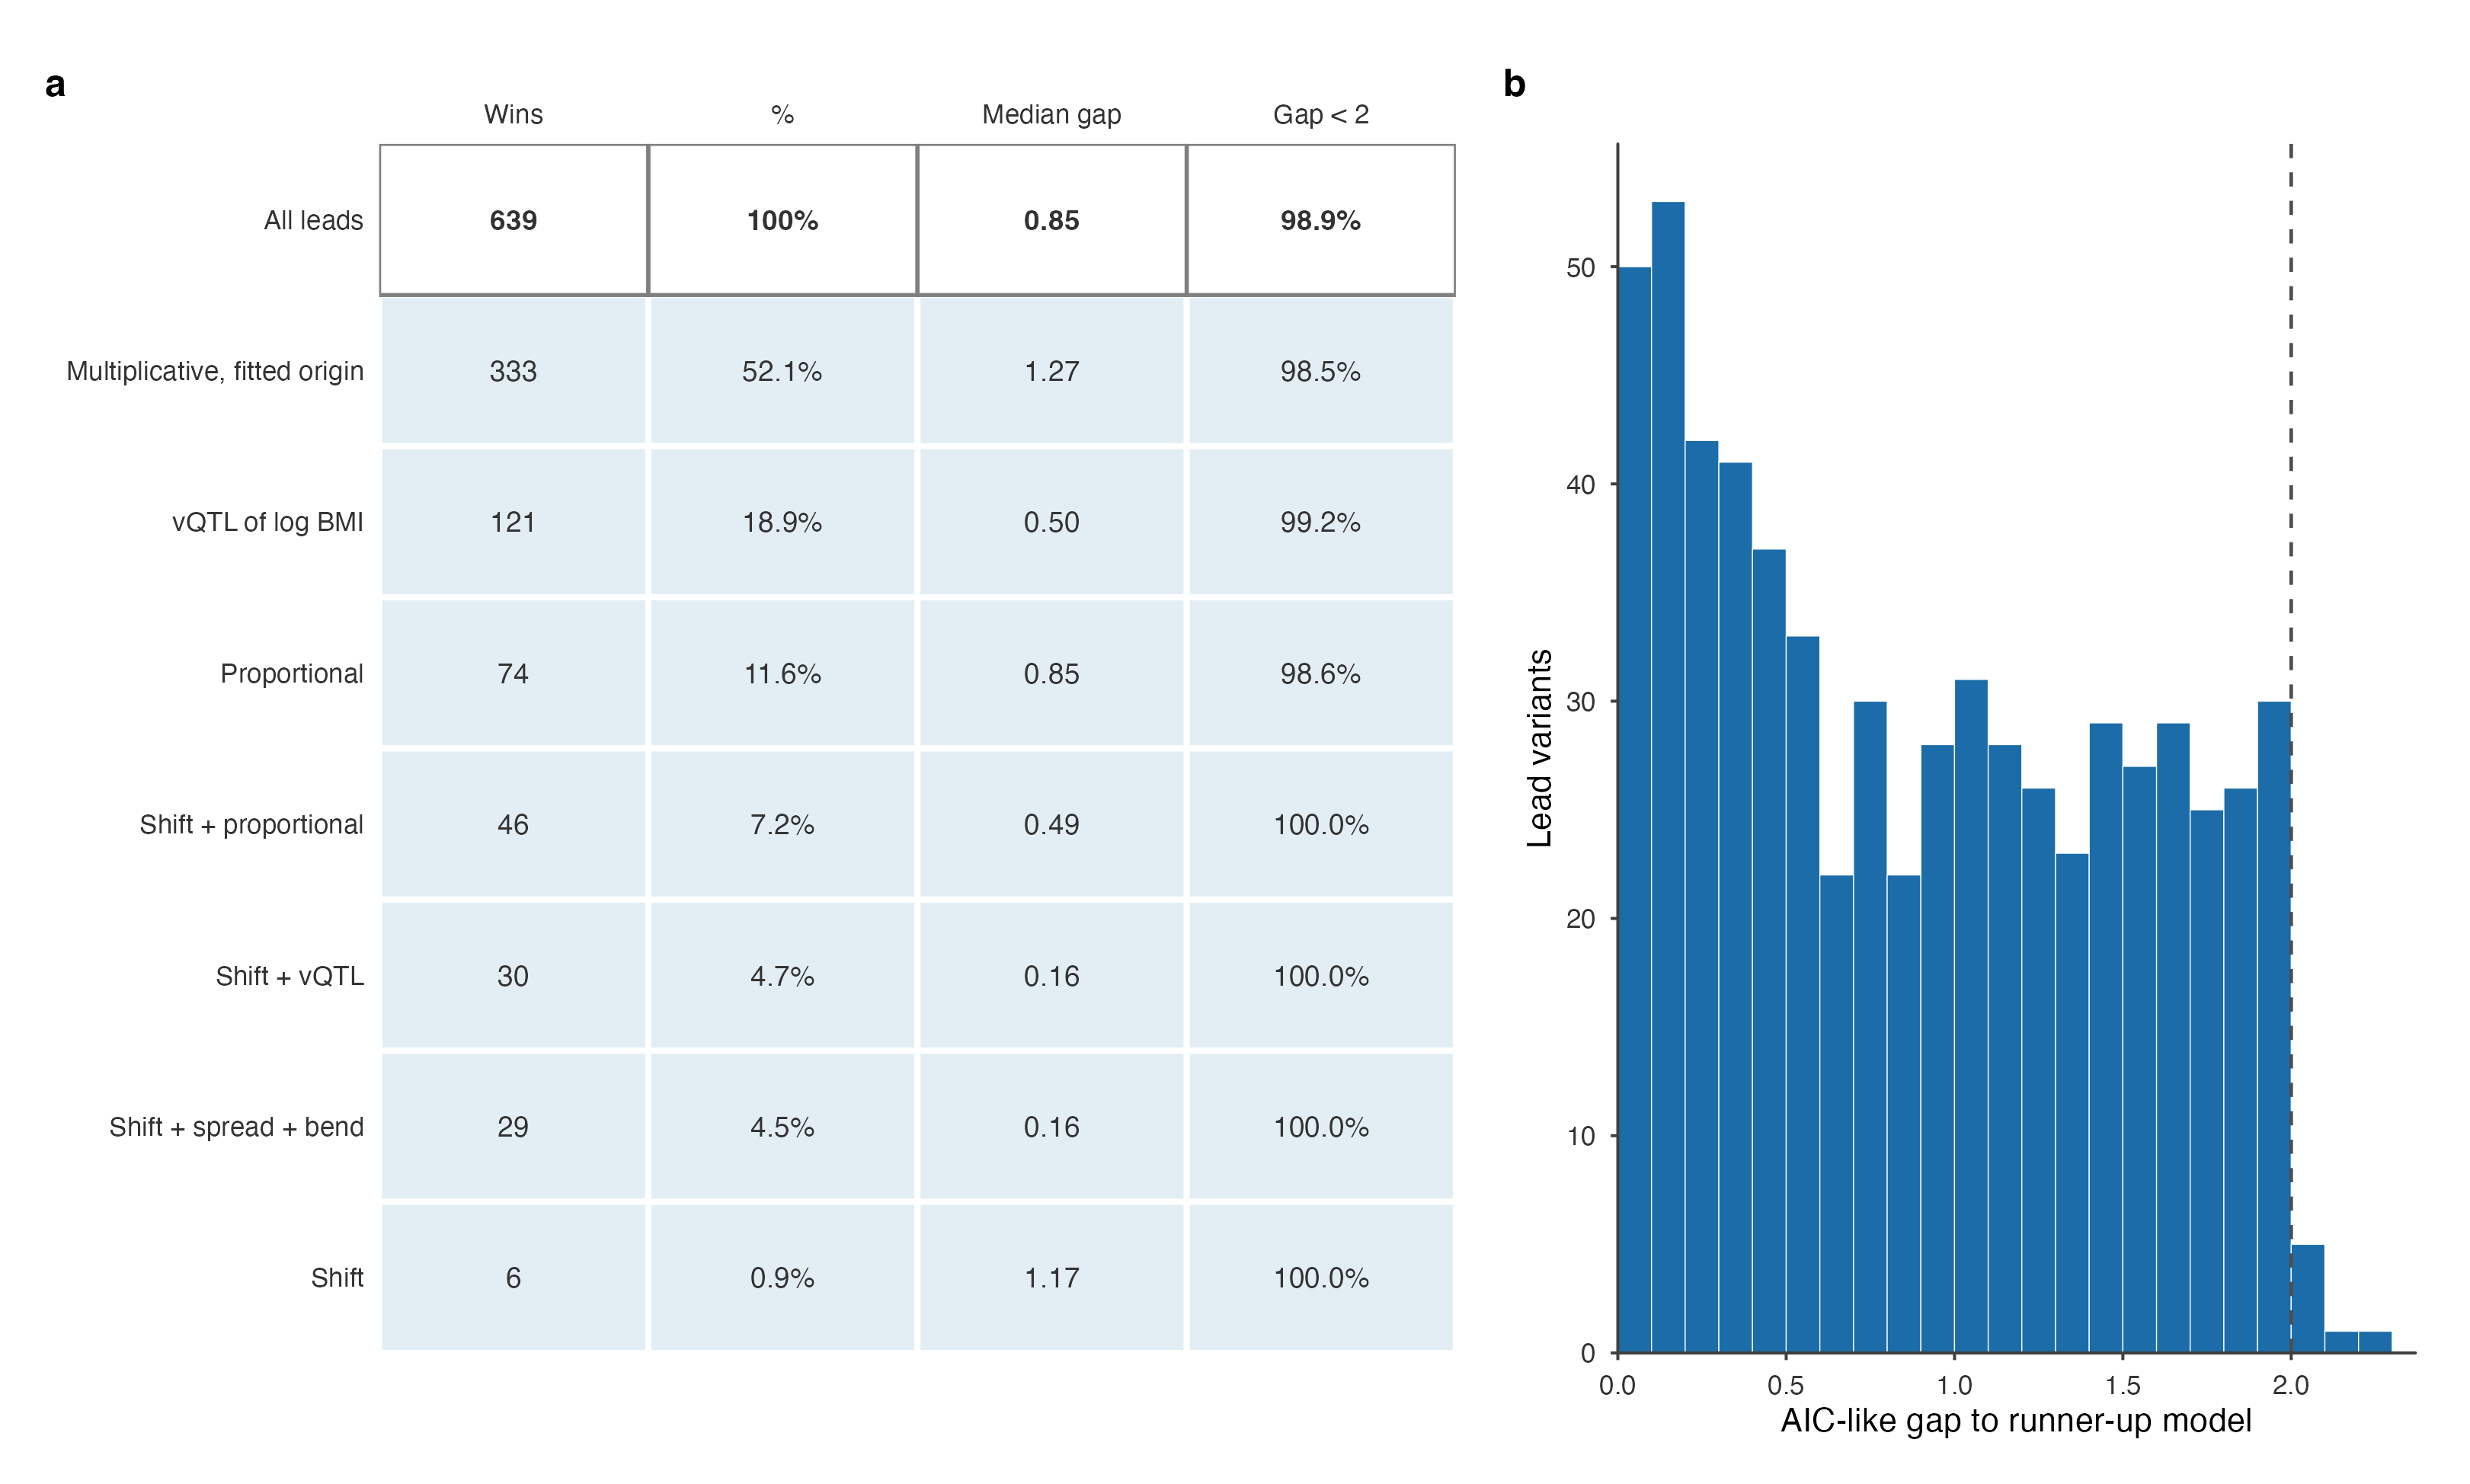 a
Wins % Median gap Gap < 2
All leads 639 100% 0.85 98.9%
Multiplicative, fitted origin 333 52.1% 1.27 98.5%
vQTL of log BMI 121 18.9% 0.50 99.2%
Proportional 74 11.6% 0.85 98.6%
Shift + proportional 46 7.2% 0.49 100.0%
Shift + vQTL 30 4.7% 0.16 100.0%
Shift + spread + bend 29 4.5% 0.16 100.0%
Shift 6 0.9% 1.17 100.0%
b
Lead variants
50
40
30
20
10
0
0.0 0.5 1.0 1.5 2.0
AIC-like gap to runner-up model